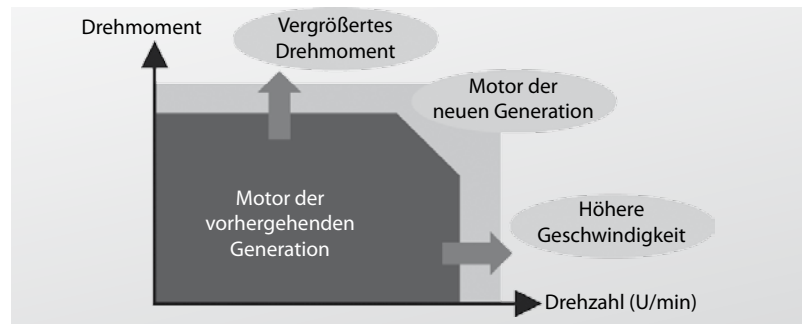 Drehmoment
Vergrößertes
Drehmoment
Motor der
neuen Generation
Motor der
vorhergehenden
Generation
Höhere
Geschwindigkeit
Drehzahl (U/min)